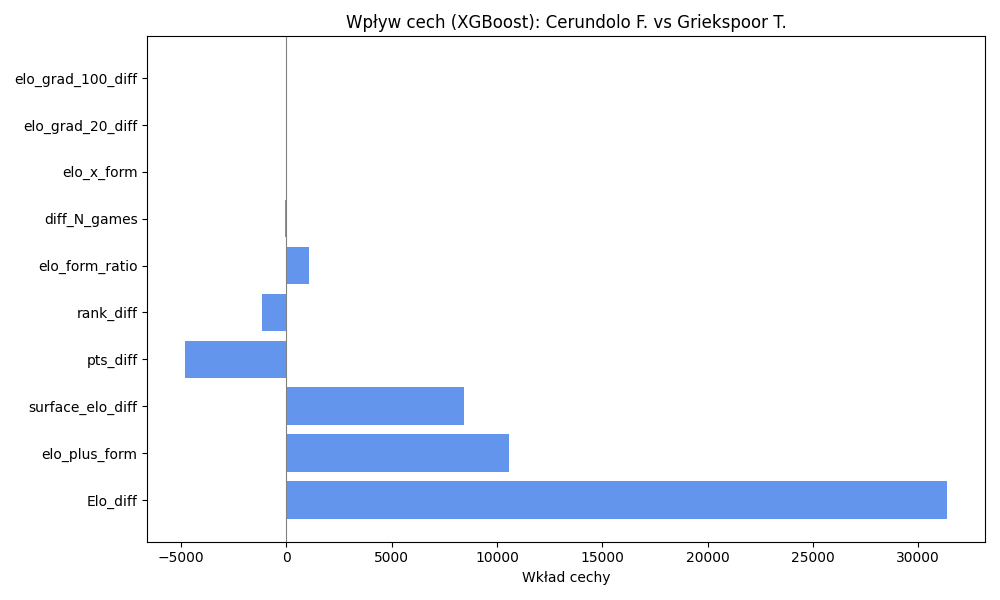 Wpływ cech (XGBoost): Cerundolo F. vs Griekspoor T.
elo_grad_100_diff
elo_grad_20_diff
elo_x_form
diff_N_games
elo_form_ratio
rank_diff
pts_diff
surface_elo_diff
elo_plus_form
Elo_diff
−5000 0 5000 10000 15000 20000 25000 30000
Wkład cechy